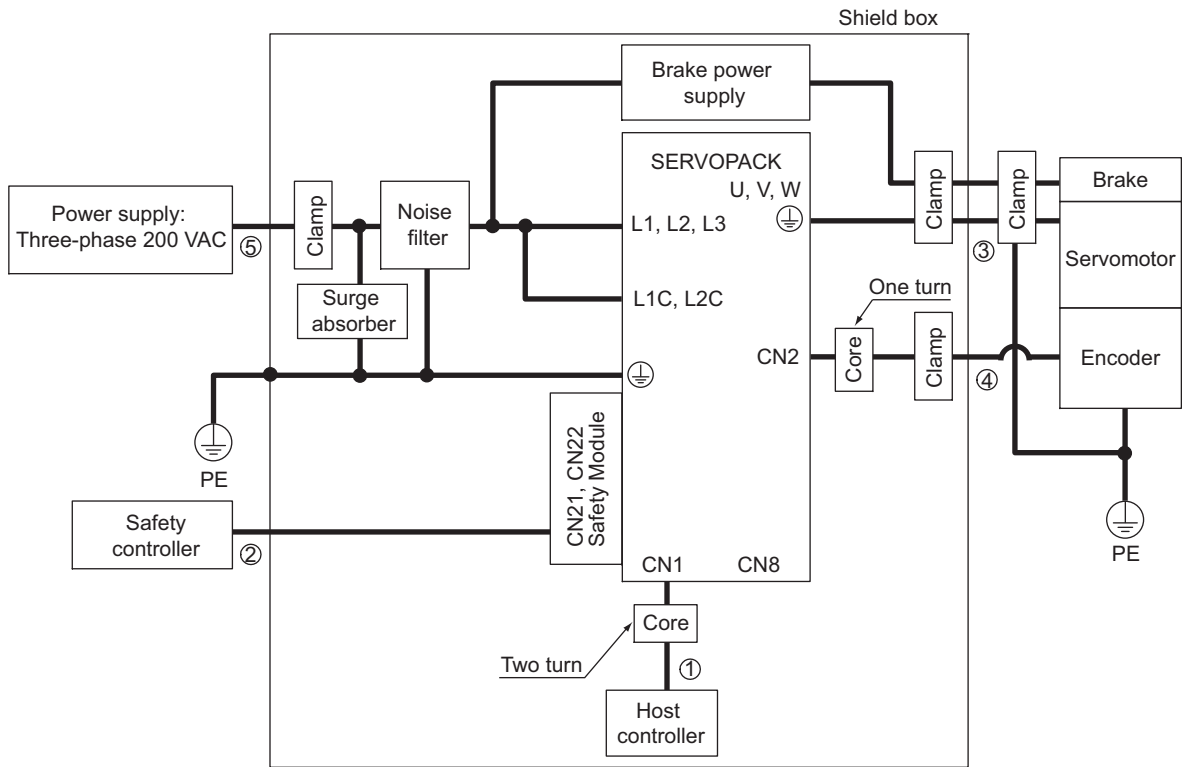 Shield box
Brake power
supply
SERVOPACK
U, V, W
Clamp
Clamp
Brake
Power supply:
Three-phase 200 VAC
⑤
Clamp
Noise
filter
L1, L2, L3
③
Servomotor
Surge
absorber
L1C, L2C
One turn
CN2
Core
Clamp
④
Encoder
PE
CN21, CN22
Safety Module
Safety
controller
②
PE
CN1
CN8
Core
Two turn
①
Host
controller